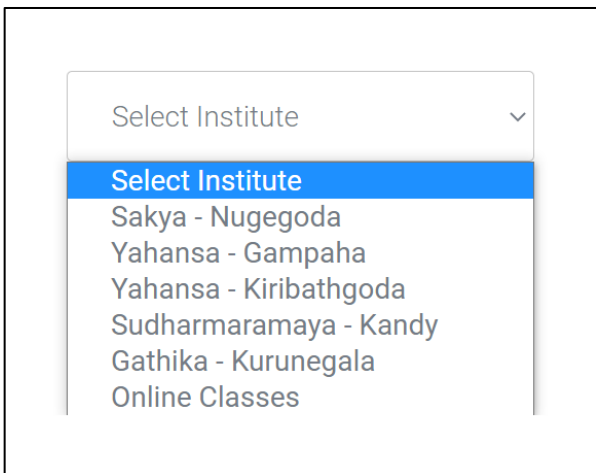 Select Institute
Select Institute
Sakya - Nugegoda
Yahansa - Gampaha
Yahansa - Kiribathgoda
Sudharmaramaya - Kandy
Gathika - Kurunegala
Online Classes